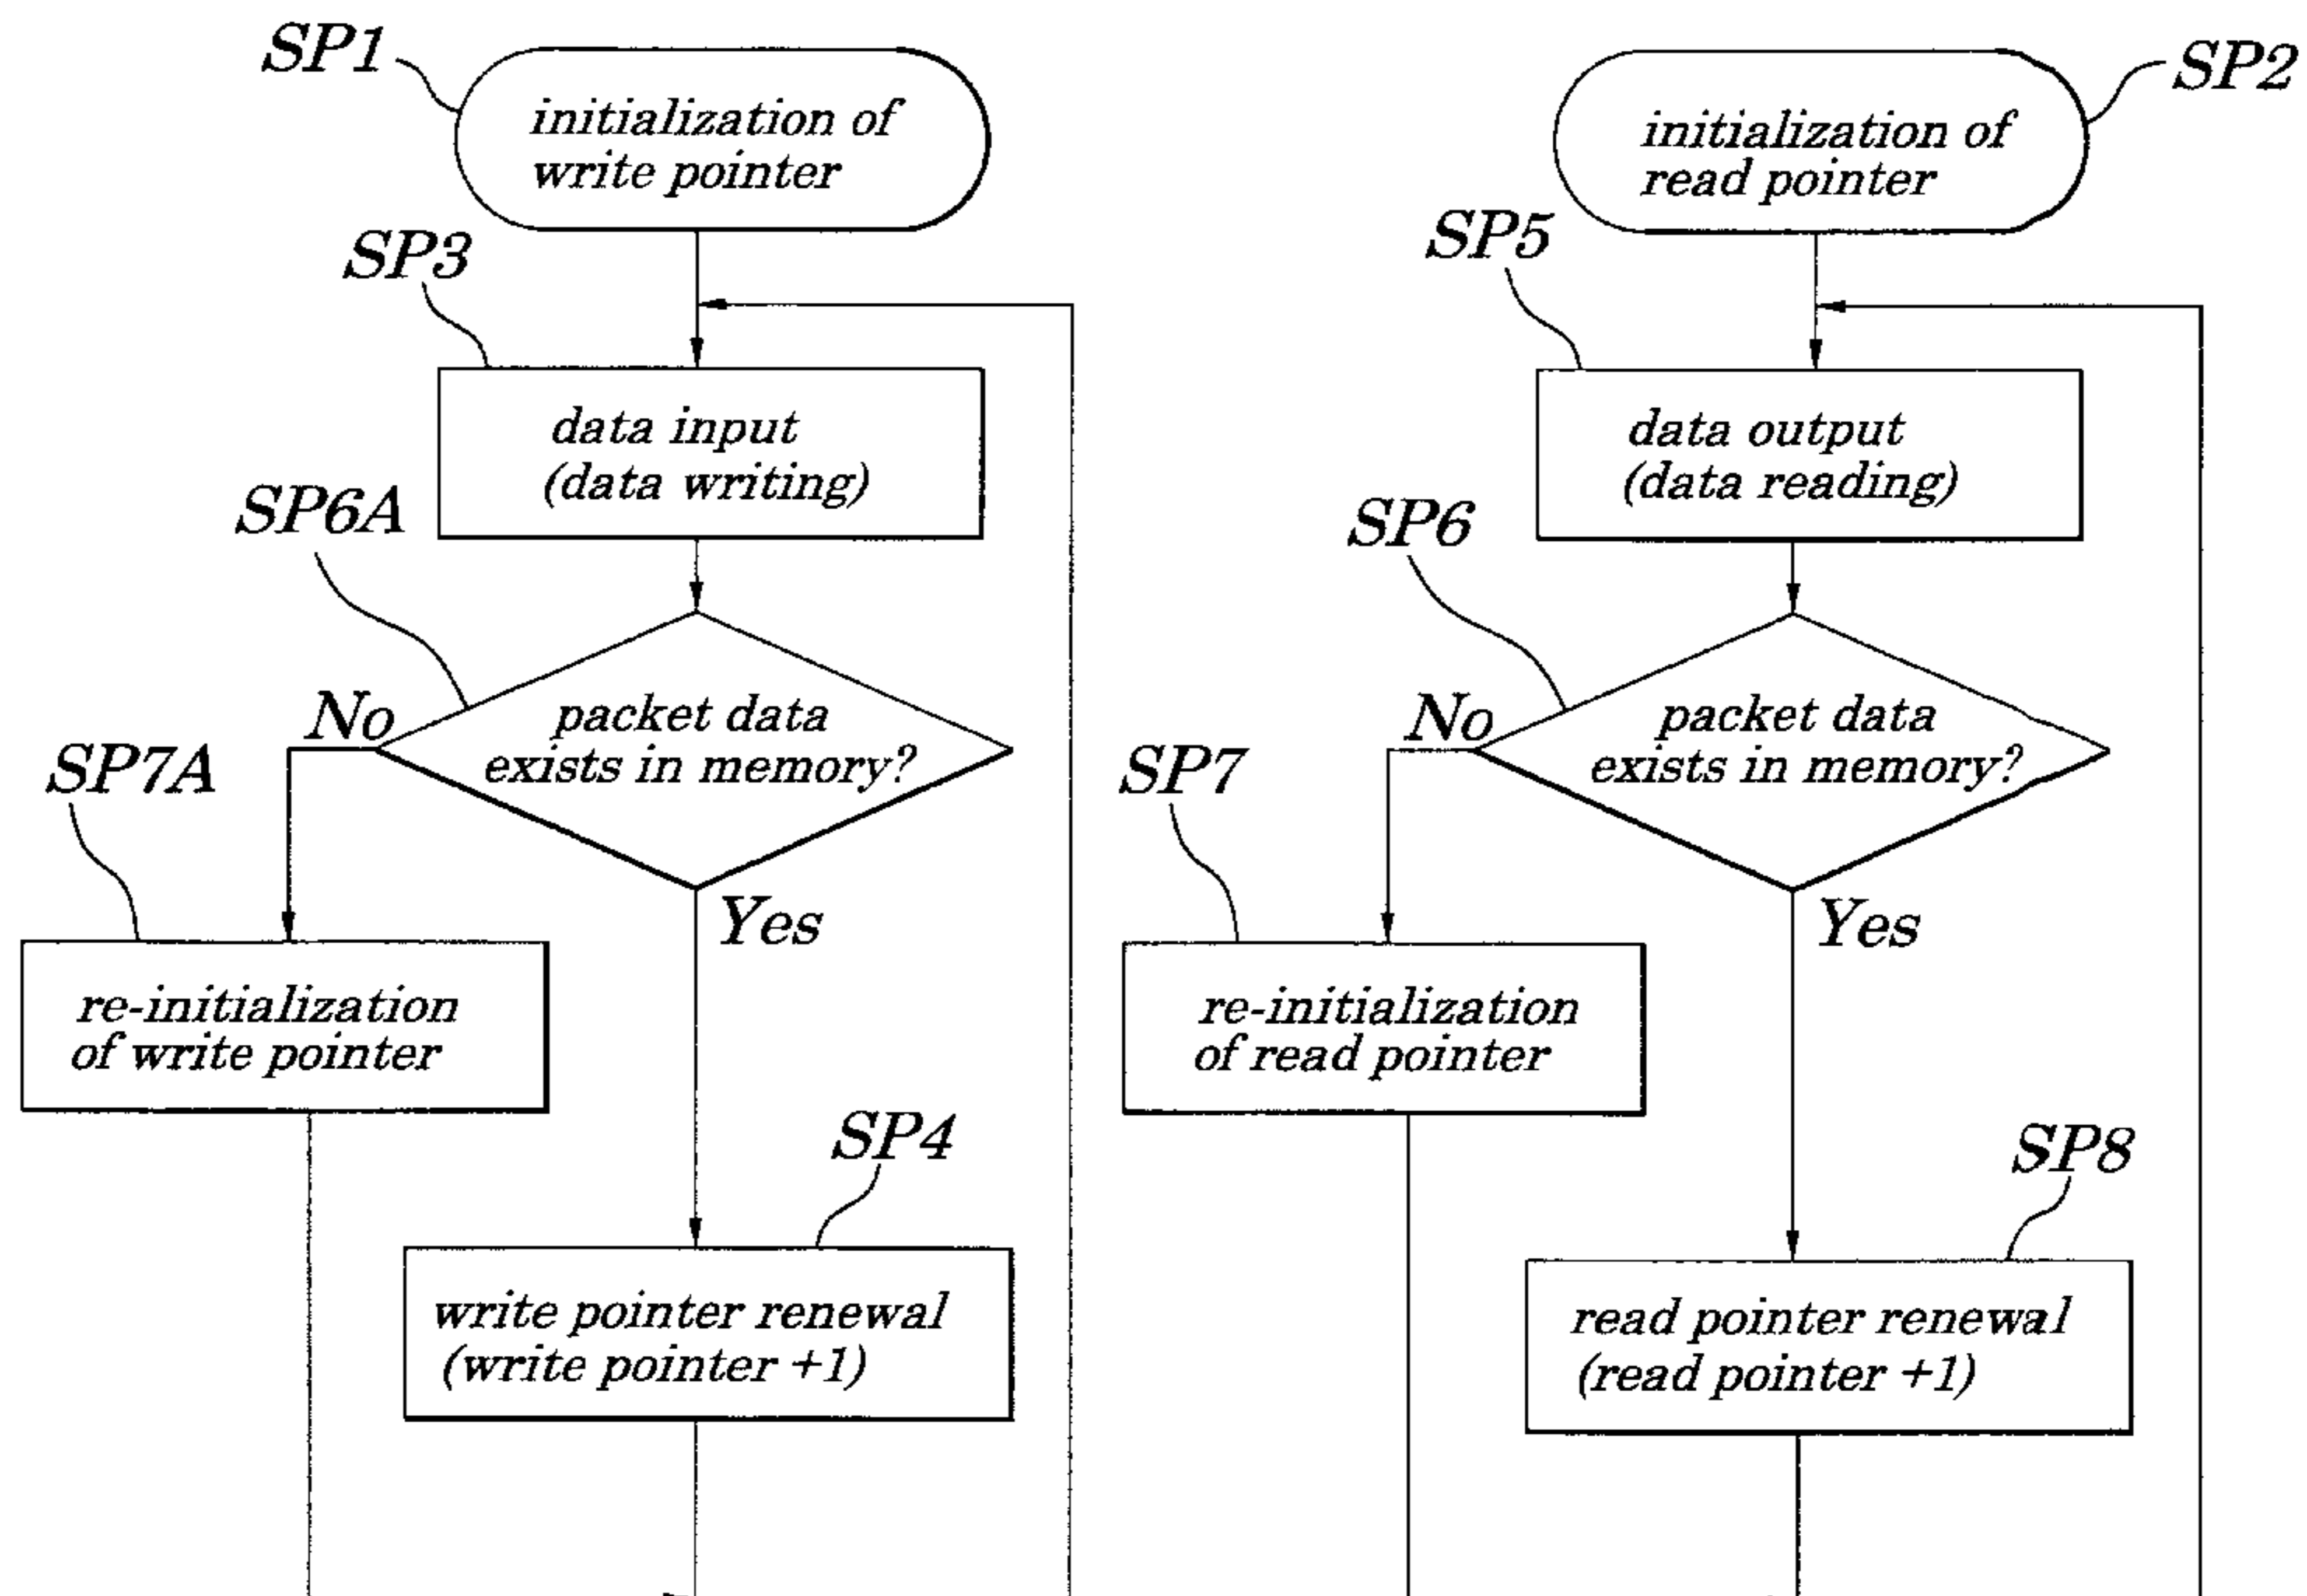 SP1
initialization of
write pointer
SP3
data input
(data writing)
SP6A
No
packet data
exists in memory?
SP7A
Yes
re-initialization
of write pointer
SP4
write pointer renewal
(write pointer +1)
SP2
initialization of
read pointer
SP5
data output
(data reading)
SP6
No
packet data
exists in memory?
SP7
Yes
re-initialization
of read pointer
SP8
read pointer renewal
(read pointer +1)